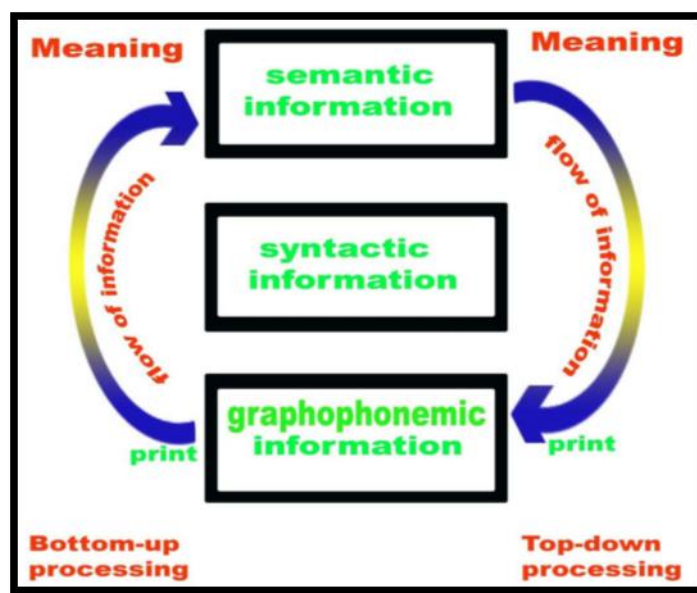 Meaning
Meaning
semantic
information
flow of information
flow of information
syntactic
information
graphophonemic
information
print
print
Bottom-up
processing
Top-down
processing